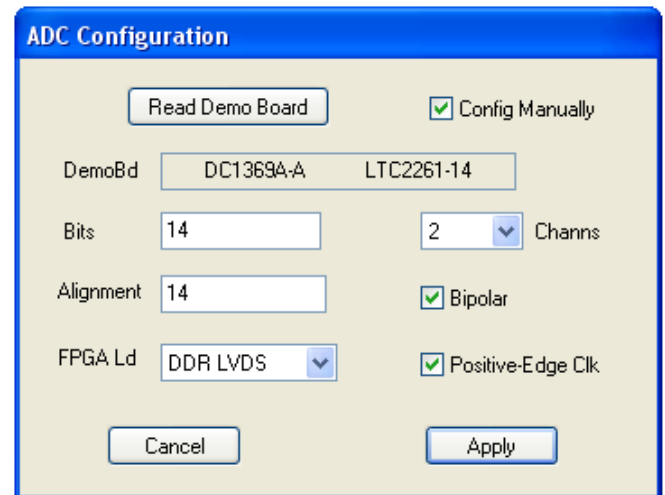 ADC Configuration
Read Demo Board Config Manually
DemoBd DC1369A-A LTC2261-14
Bits 14 2 Channs
Alignment 14 Bipolar
FPGA Ld DDR LVDS Positive-Edge Clk
Cancel Apply